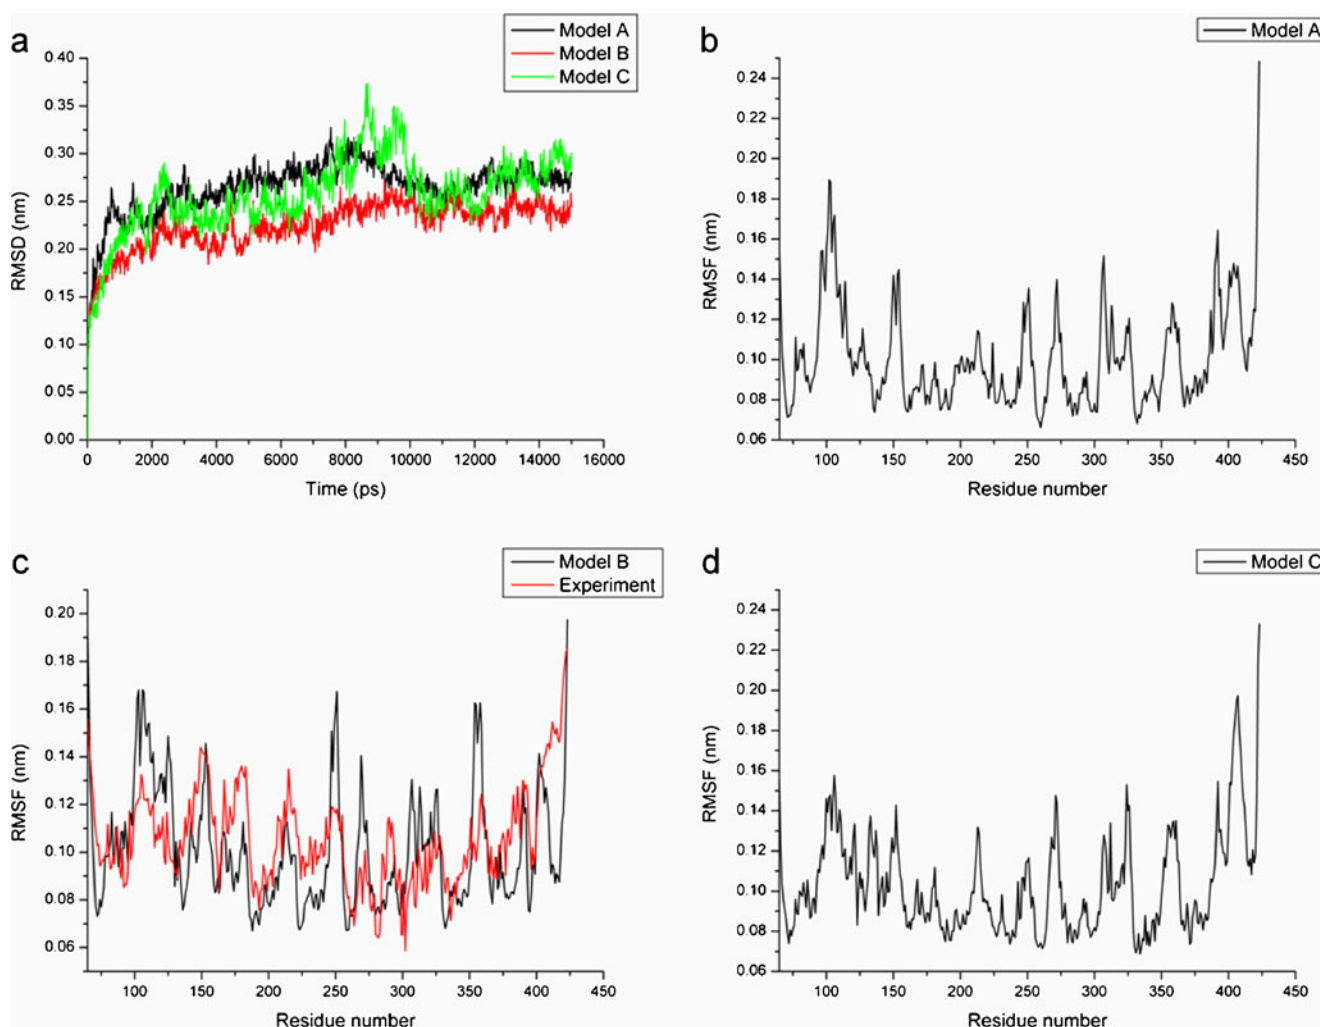 a
Model A
Model B
Model C
0.40
0.35
0.30
0.25
0.20
0.15
0.10
0.05
0.00
RMSD (nm)
0 2000 4000 6000 8000 10000 12000 14000 16000
Time (ps)
b
Model A
0.24
0.22
0.20
0.18
0.16
0.14
0.12
0.10
0.08
0.06
RMSF (nm)
100 150 200 250 300 350 400 450
Residue number
c
Model B
Experiment
0.20
0.18
0.16
0.14
0.12
0.10
0.08
0.06
RMSF (nm)
100 150 200 250 300 350 400 450
Residue number
d
Model C
0.24
0.22
0.20
0.18
0.16
0.14
0.12
0.10
0.08
0.06
RMSF (nm)
100 150 200 250 300 350 400 450
Residue number